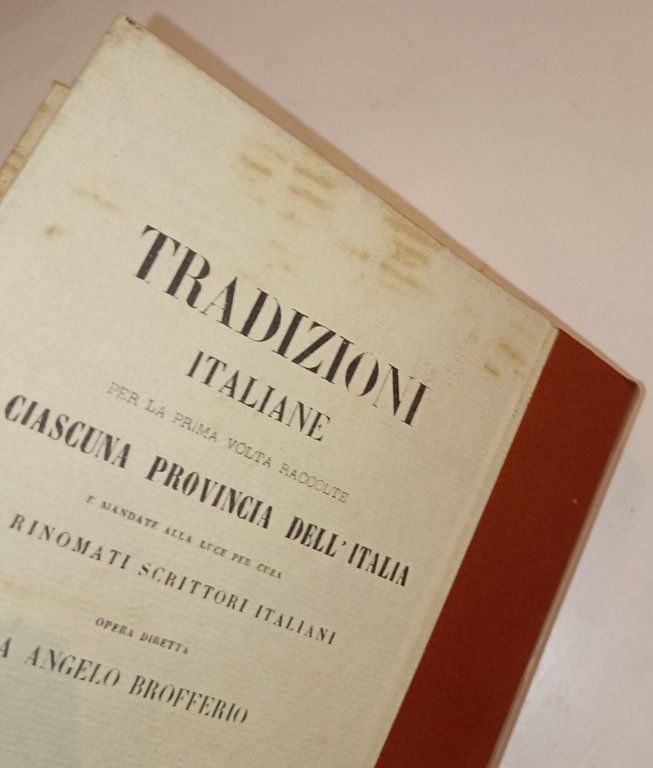 TRADIZIONI
ITALIANE
PER LA PRIMA VOLTA RACCOLTE
CIASCUNA PROVINCIA DELL'ITALIA
E MANDATE ALLA LUCE PER CURA
RINOMATI SCRITTORI ITALIANI
OPERA DIRETTA
A ANGELO BROFFERIO